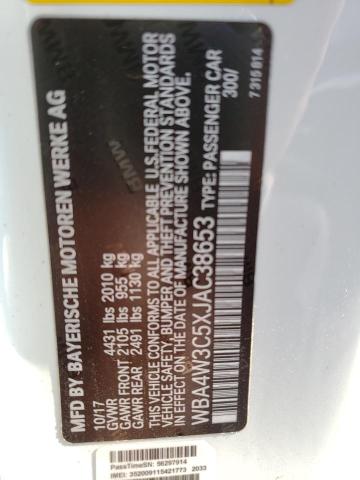 MFD BY BAYERISCHE MOTOREN WERKE AG
10/17
GVWR 4431 lbs 2010 kg
GAWR FRONT 2105 lbs 955 kg
GAWR REAR 2491 lbs 1130 kg
THIS VEHICLE CONFORMS TO ALL APPLICABLE U.S. FEDERAL MOTOR
VEHICLE SAFETY, BUMPER AND THEFT PREVENTION STANDARDS
IN EFFECT ON THE DATE OF MANUFACTURE SHOWN ABOVE.
WBA4W3C5XJAC38653 TYPE: PASSENGER CAR
300/
7 315 614
PassTimeSN: 56297914
IMEI: 352009115421773 2033